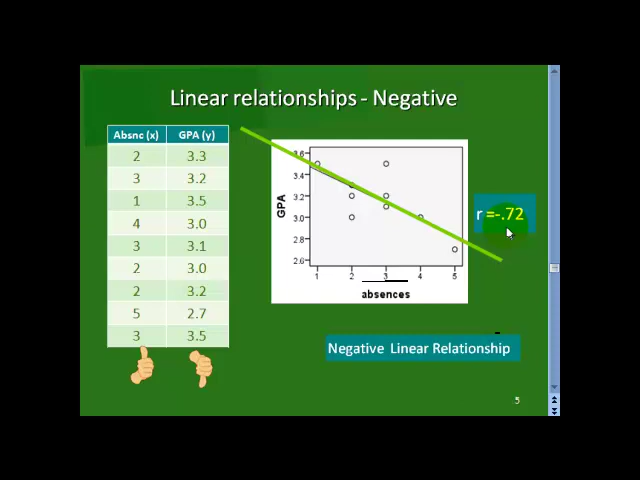 Linear relationships - Negative
Absnc (x) GPA (y)
2 3.3
3 3.2
1 3.5
4 3.0
3 3.1
2 3.0
2 3.2
5 2.7
3 3.5
GPA
3.6
3.4
3.2
3.0
2.8
2.6
1 2 3 4 5
absences
r =-.72
Negative Linear Relationship
5